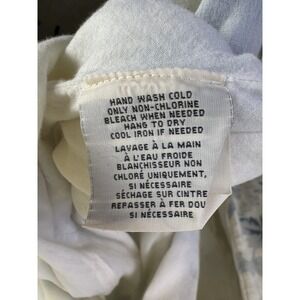 HAND WASH COLD
ONLY NON-CHLORINE
BLEACH WHEN NEEDED
HANG TO DRY
COOL IRON IF NEEDED
LAVAGE À LA MAIN
À L'EAU FROIDE
BLANCHISSEUR NON
CHLORÉ UNIQUEMENT,
SI NÉCESSAIRE
SÉCHAGE SUR CINTRE
REPASSER À FER DOU
SI NÉCESSAIRE